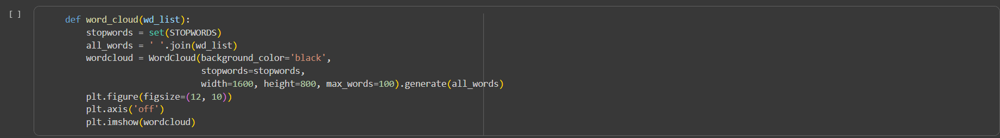 [ ]
def word_cloud(wd_list):
    stopwords = set(STOPWORDS)
    all_words = ' '.join(wd_list)
    wordcloud = WordCloud(background_color='black',
                          stopwords=stopwords,
                          width=1600, height=800, max_words=100).generate(all_words)
    plt.figure(figsize=(12, 10))
    plt.axis('off')
    plt.imshow(wordcloud)